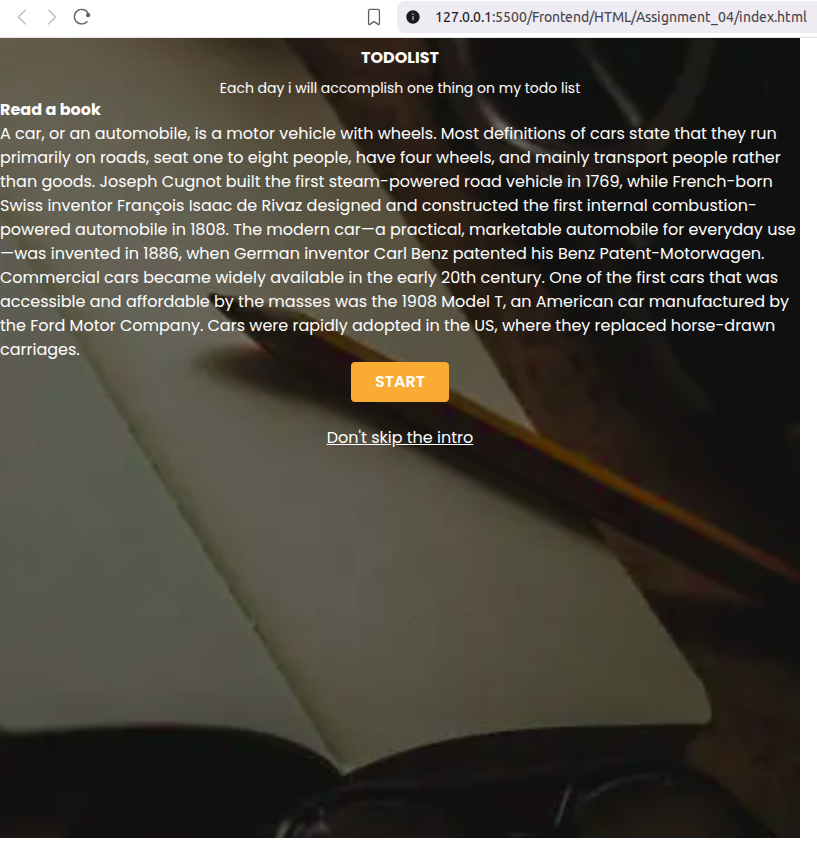 127.0.0.1:5500/Frontend/HTML/Assignment_04/index.html
TODOLIST
Each day i will accomplish one thing on my todo list
Read a book
A car, or an automobile, is a motor vehicle with wheels. Most definitions of cars state that they run
primarily on roads, seat one to eight people, have four wheels, and mainly transport people rather
than goods. Joseph Cugnot built the first steam-powered road vehicle in 1769, while French-born
Swiss inventor François Isaac de Rivaz designed and constructed the first internal combustion-
powered automobile in 1808. The modern car—a practical, marketable automobile for everyday use
—was invented in 1886, when German inventor Carl Benz patented his Benz Patent-Motorwagen.
Commercial cars became widely available in the early 20th century. One of the first cars that was
accessible and affordable by the masses was the 1908 Model T, an American car manufactured by
the Ford Motor Company. Cars were rapidly adopted in the US, where they replaced horse-drawn
carriages.
START
Don't skip the intro